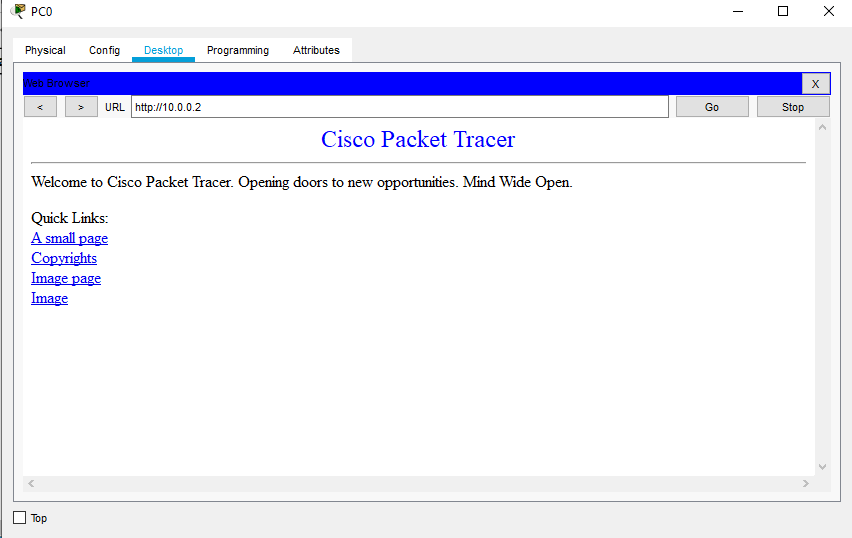 PC0
Physical Config Desktop Programming Attributes
Web Browser
X
< > URL http://10.0.0.2 Go Stop
Cisco Packet Tracer
Welcome to Cisco Packet Tracer. Opening doors to new opportunities. Mind Wide Open.
Quick Links:
A small page
Copyrights
Image page
Image
Top